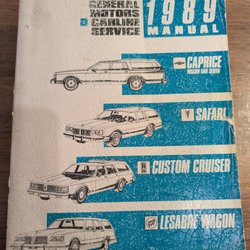 GENERAL
MOTORS
CARLINE
SERVICE
1989
MANUAL
CAPRICE
WAGON AND SEDAN
SAFARI
CUSTOM CRUISER
LESABRE WAGON